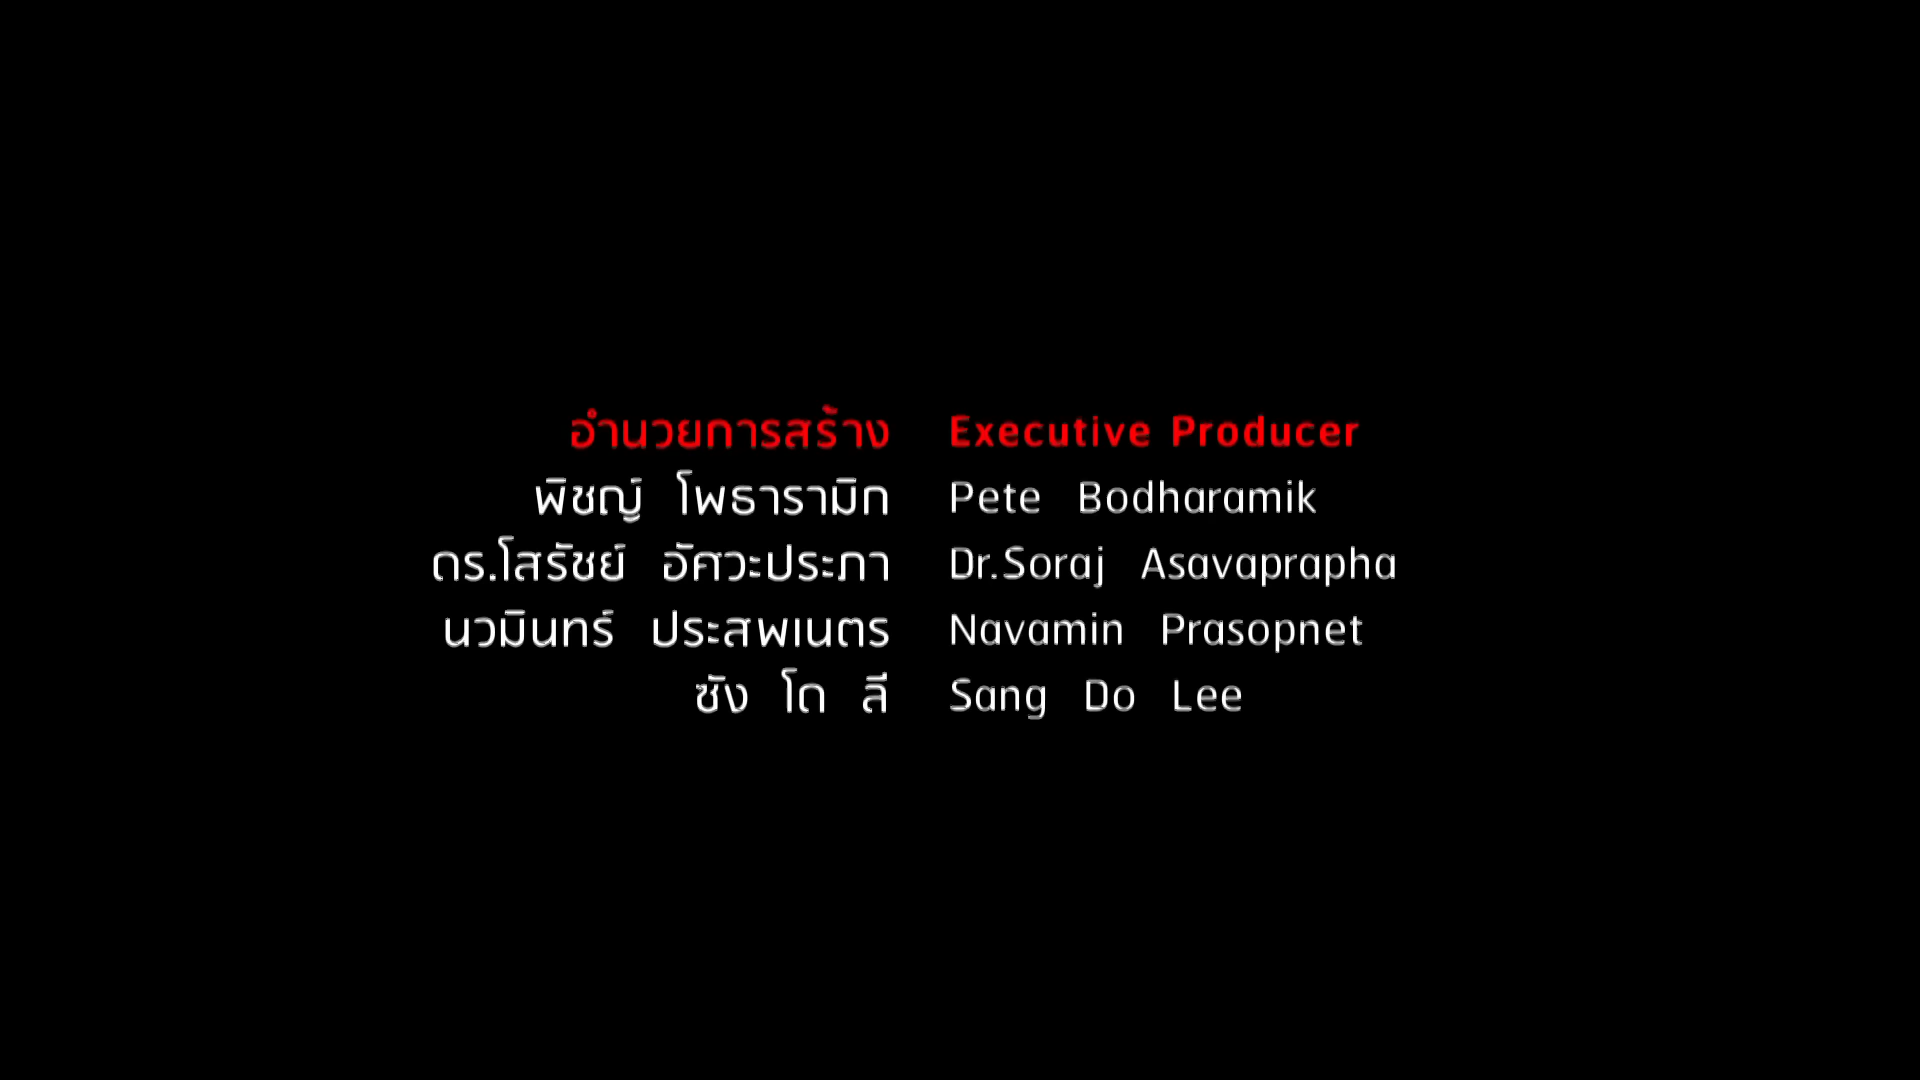 อำนวยการสร้าง Executive Producer
พิชญ์ โพธารามิก Pete Bodharamik
ดร.โสรัชย์ อัศวะประภา Dr.Soraj Asavaprapha
นวมินทร์ ประสพเนตร Navamin Prasopnet
ซัง โด ลี Sang Do Lee